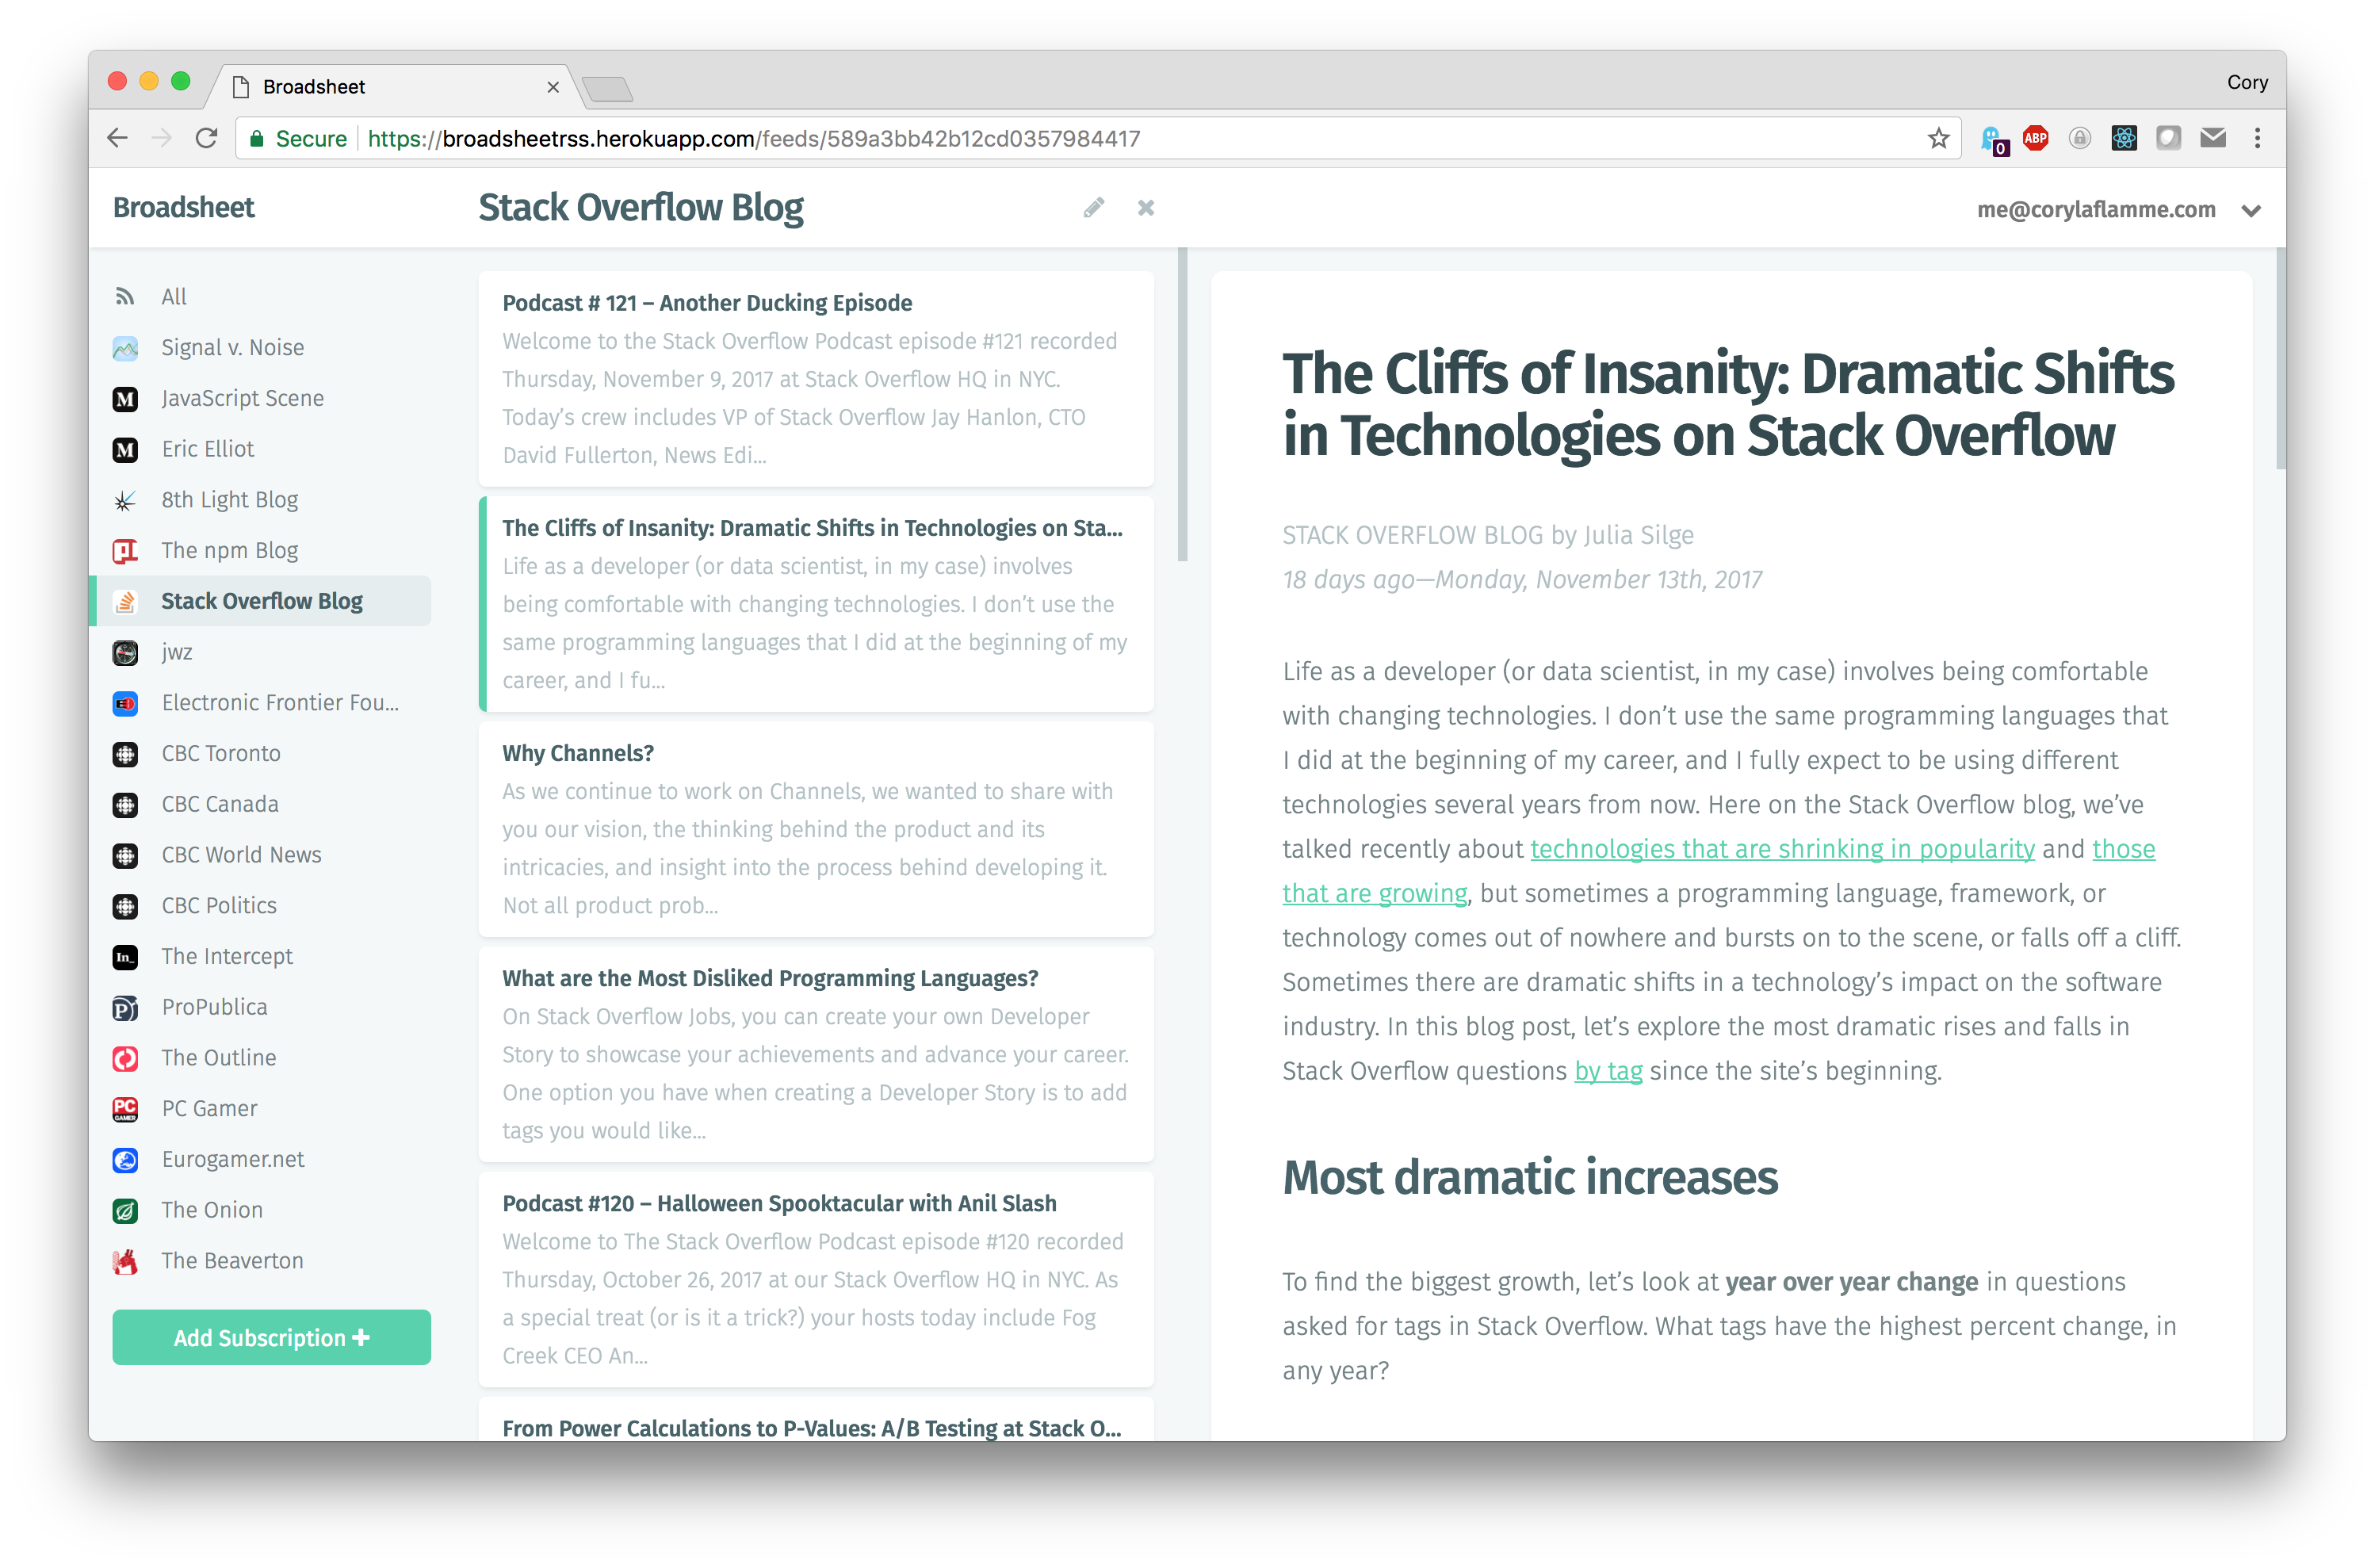 Broadsheet
Cory
Secure https://broadsheetrss.herokuapp.com/feeds/589a3bb42b12cd0357984417
0
ABP
Broadsheet
Stack Overflow Blog
me@corylaflamme.com
All
Signal v. Noise
M JavaScript Scene
M Eric Elliot
8th Light Blog
The npm Blog
Stack Overflow Blog
jwz
Electronic Frontier Fou...
CBC Toronto
CBC Canada
CBC World News
CBC Politics
In_ The Intercept
P ProPublica
The Outline
PC GAMER PC Gamer
Eurogamer.net
The Onion
The Beaverton
Add Subscription +
Podcast # 121 – Another Ducking Episode
Welcome to the Stack Overflow Podcast episode #121 recorded
Thursday, November 9, 2017 at Stack Overflow HQ in NYC.
Today’s crew includes VP of Stack Overflow Jay Hanlon, CTO
David Fullerton, News Edi...
The Cliffs of Insanity: Dramatic Shifts in Technologies on Sta...
Life as a developer (or data scientist, in my case) involves
being comfortable with changing technologies. I don’t use the
same programming languages that I did at the beginning of my
career, and I fu...
Why Channels?
As we continue to work on Channels, we wanted to share with
you our vision, the thinking behind the product and its
intricacies, and insight into the process behind developing it.
Not all product prob...
What are the Most Disliked Programming Languages?
On Stack Overflow Jobs, you can create your own Developer
Story to showcase your achievements and advance your career.
One option you have when creating a Developer Story is to add
tags you would like...
Podcast #120 – Halloween Spooktacular with Anil Slash
Welcome to The Stack Overflow Podcast episode #120 recorded
Thursday, October 26, 2017 at our Stack Overflow HQ in NYC. As
a special treat (or is it a trick?) your hosts today include Fog
Creek CEO An...
From Power Calculations to P-Values: A/B Testing at Stack O...
The Cliffs of Insanity: Dramatic Shifts
in Technologies on Stack Overflow
STACK OVERFLOW BLOG by Julia Silge
18 days ago—Monday, November 13th, 2017
Life as a developer (or data scientist, in my case) involves being comfortable
with changing technologies. I don’t use the same programming languages that
I did at the beginning of my career, and I fully expect to be using different
technologies several years from now. Here on the Stack Overflow blog, we’ve
talked recently about technologies that are shrinking in popularity and those
that are growing, but sometimes a programming language, framework, or
technology comes out of nowhere and bursts on to the scene, or falls off a cliff.
Sometimes there are dramatic shifts in a technology’s impact on the software
industry. In this blog post, let’s explore the most dramatic rises and falls in
Stack Overflow questions by tag since the site’s beginning.
Most dramatic increases
To find the biggest growth, let’s look at year over year change in questions
asked for tags in Stack Overflow. What tags have the highest percent change, in
any year?